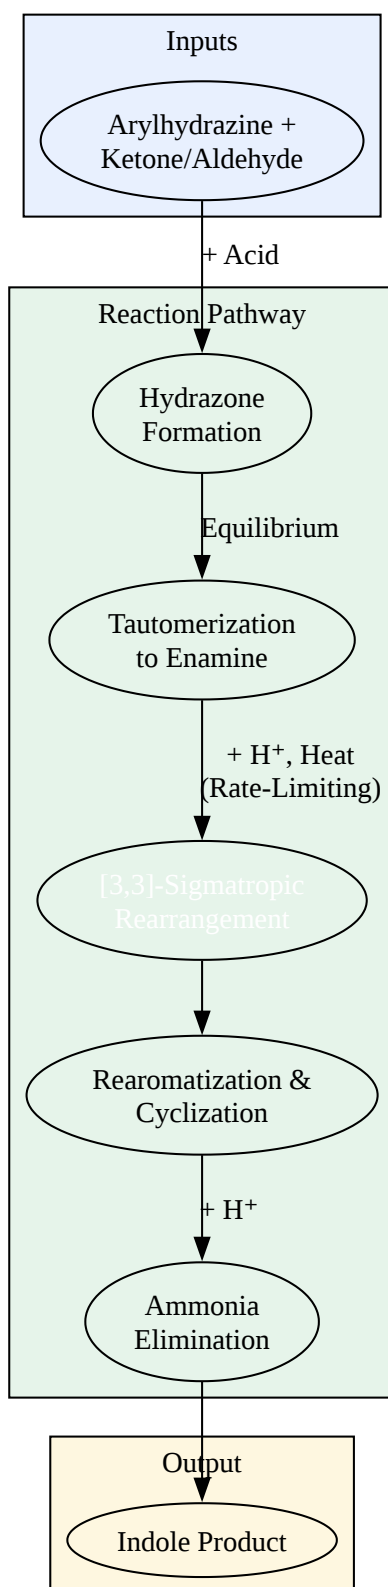 Inputs
Arylhydrazine +
Ketone/Aldehyde
+ Acid
Reaction Pathway
Hydrazone
Formation
Equilibrium
Tautomerization
to Enamine
+ H⁺, Heat
(Rate-Limiting)
[3,3]-Sigmatropic
Rearrangement
Rearomatization &
Cyclization
+ H⁺
Ammonia
Elimination
Output
Indole Product